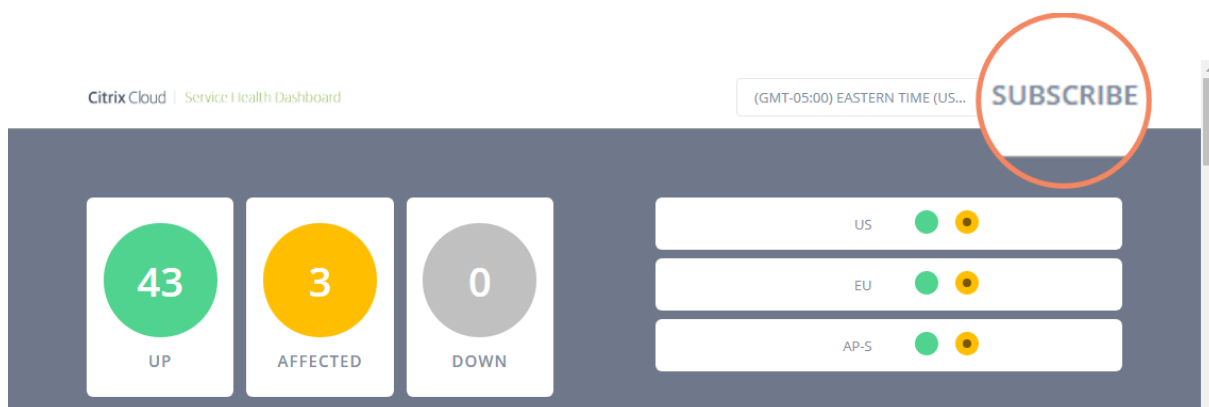 Citrix Cloud | Service Health Dashboard
(GMT-05:00) EASTERN TIME (US...
SUBSCRIBE
43
UP
3
AFFECTED
0
DOWN
US
EU
AP-S